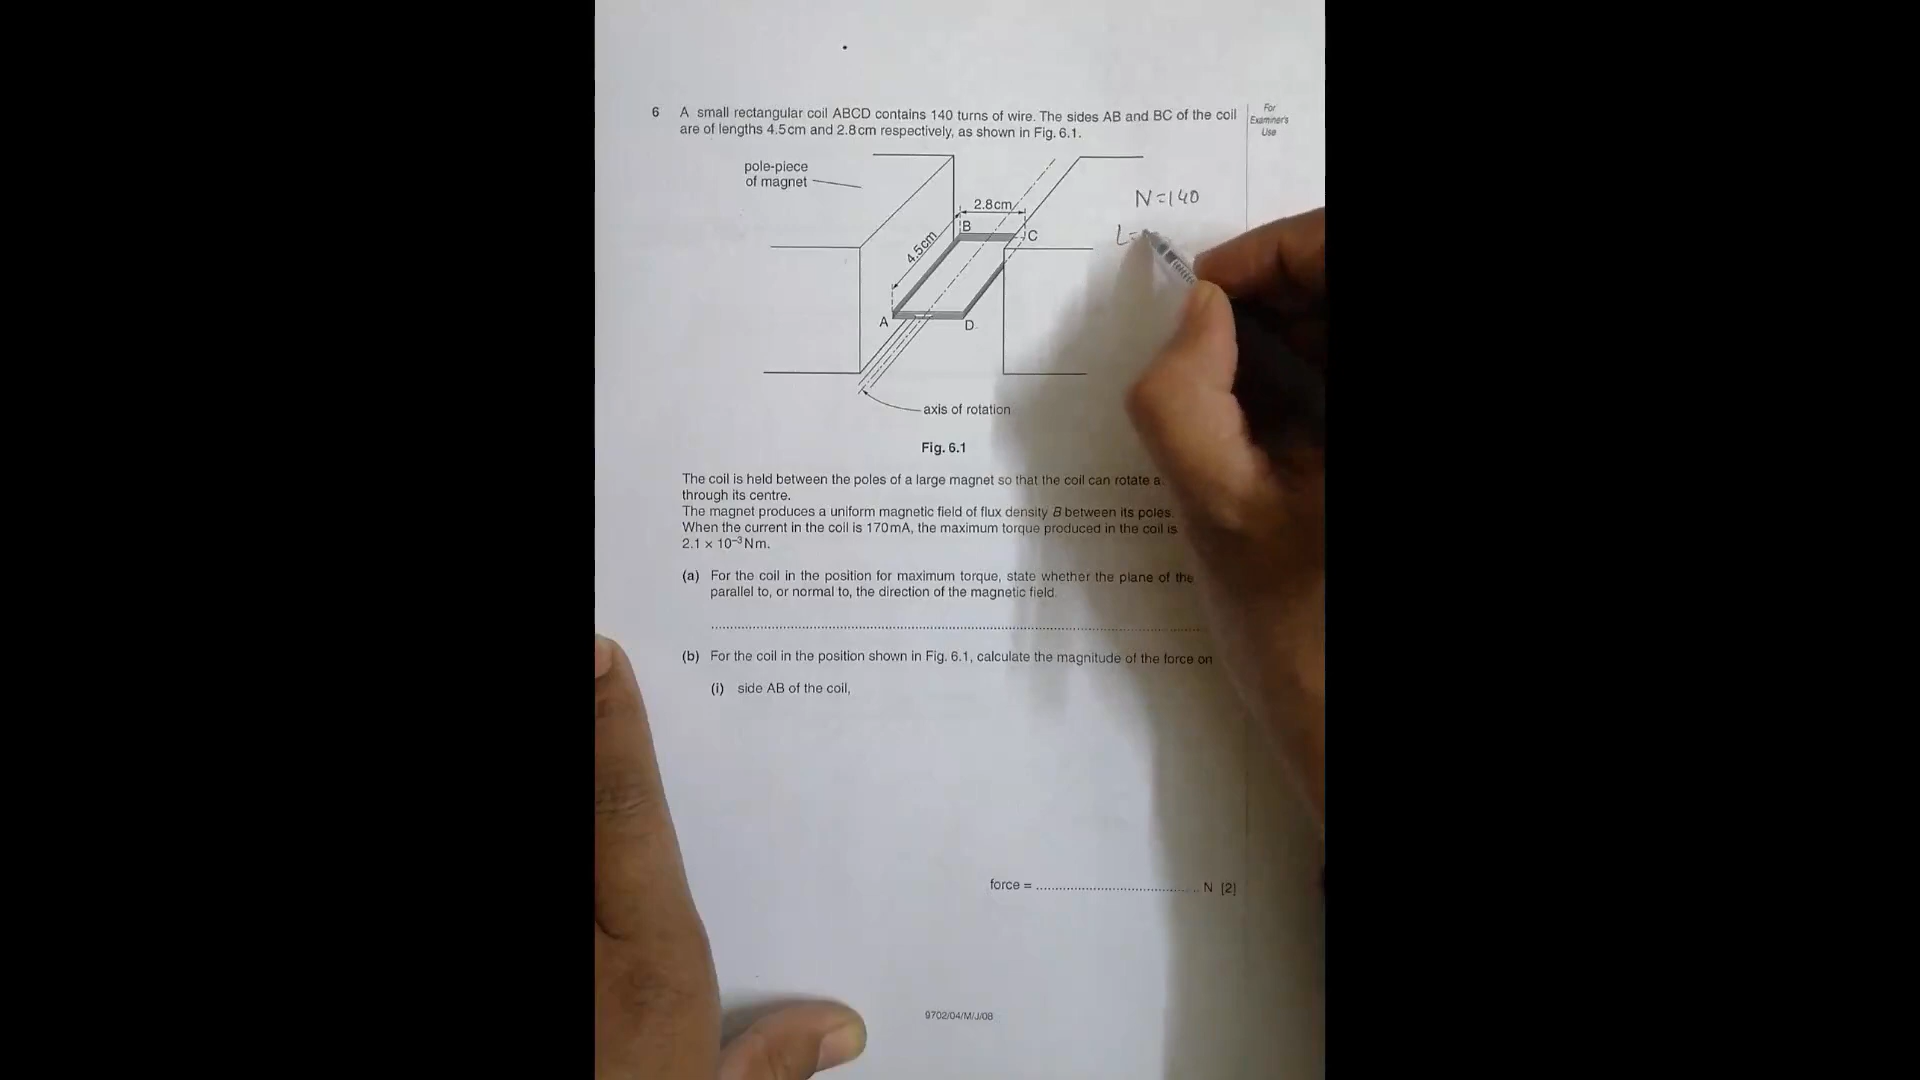 6 A small rectangular coil ABCD contains 140 turns of wire. The sides AB and BC of the coil
are of lengths 4.5cm and 2.8cm respectively, as shown in Fig. 6.1.
For
Examiner's
Use
pole-piece
of magnet
2.8cm
4.5cm
B
C
A
D
N=140
L=
axis of rotation
Fig. 6.1
The coil is held between the poles of a large magnet so that the coil can rotate
through its centre.
The magnet produces a uniform magnetic field of flux density B between its poles.
When the current in the coil is 170mA, the maximum torque produced in the coil is
2.1 × 10⁻³Nm.
(a) For the coil in the position for maximum torque, state whether the plane of the
parallel to, or normal to, the direction of the magnetic field.
(b) For the coil in the position shown in Fig. 6.1, calculate the magnitude of the force on
(i) side AB of the coil,
force = ........................................ N [2]
9702/04/M/J/08